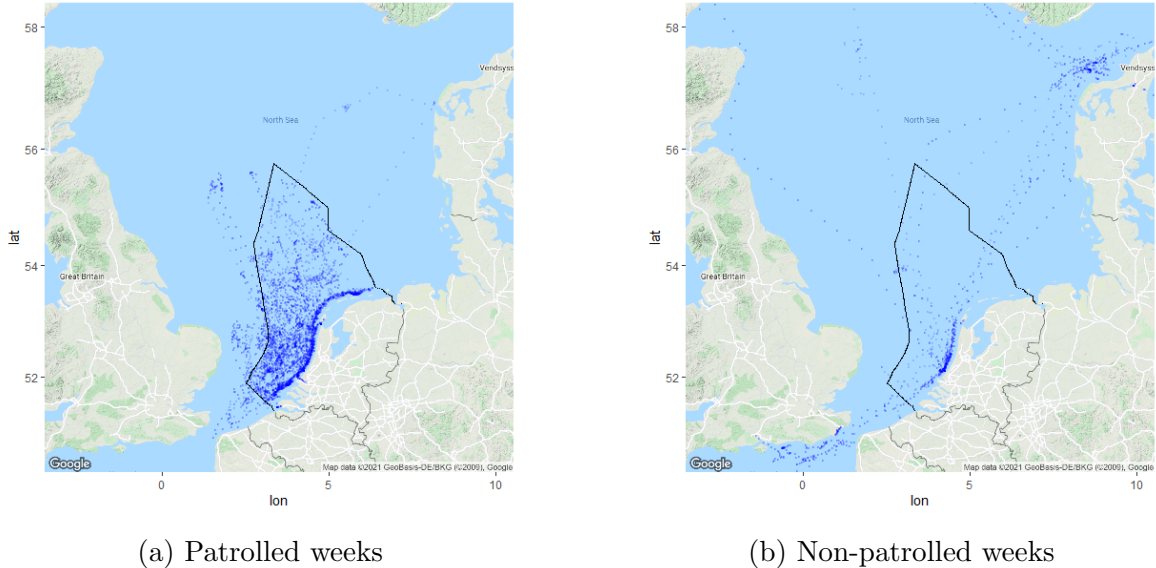 58
56
54
52
lat
Vendsyss
North Sea
Great Britain
Google
Map data ©2021 GeoBasis-DE/BKG (©2009), Google
0
5
10
lon
(a) Patrolled weeks
58
56
54
52
lat
Vendsyss
North Sea
Great Britain
Google
Map data ©2021 GeoBasis-DE/BKG (©2009), Google
0
5
10
lon
(b) Non-patrolled weeks